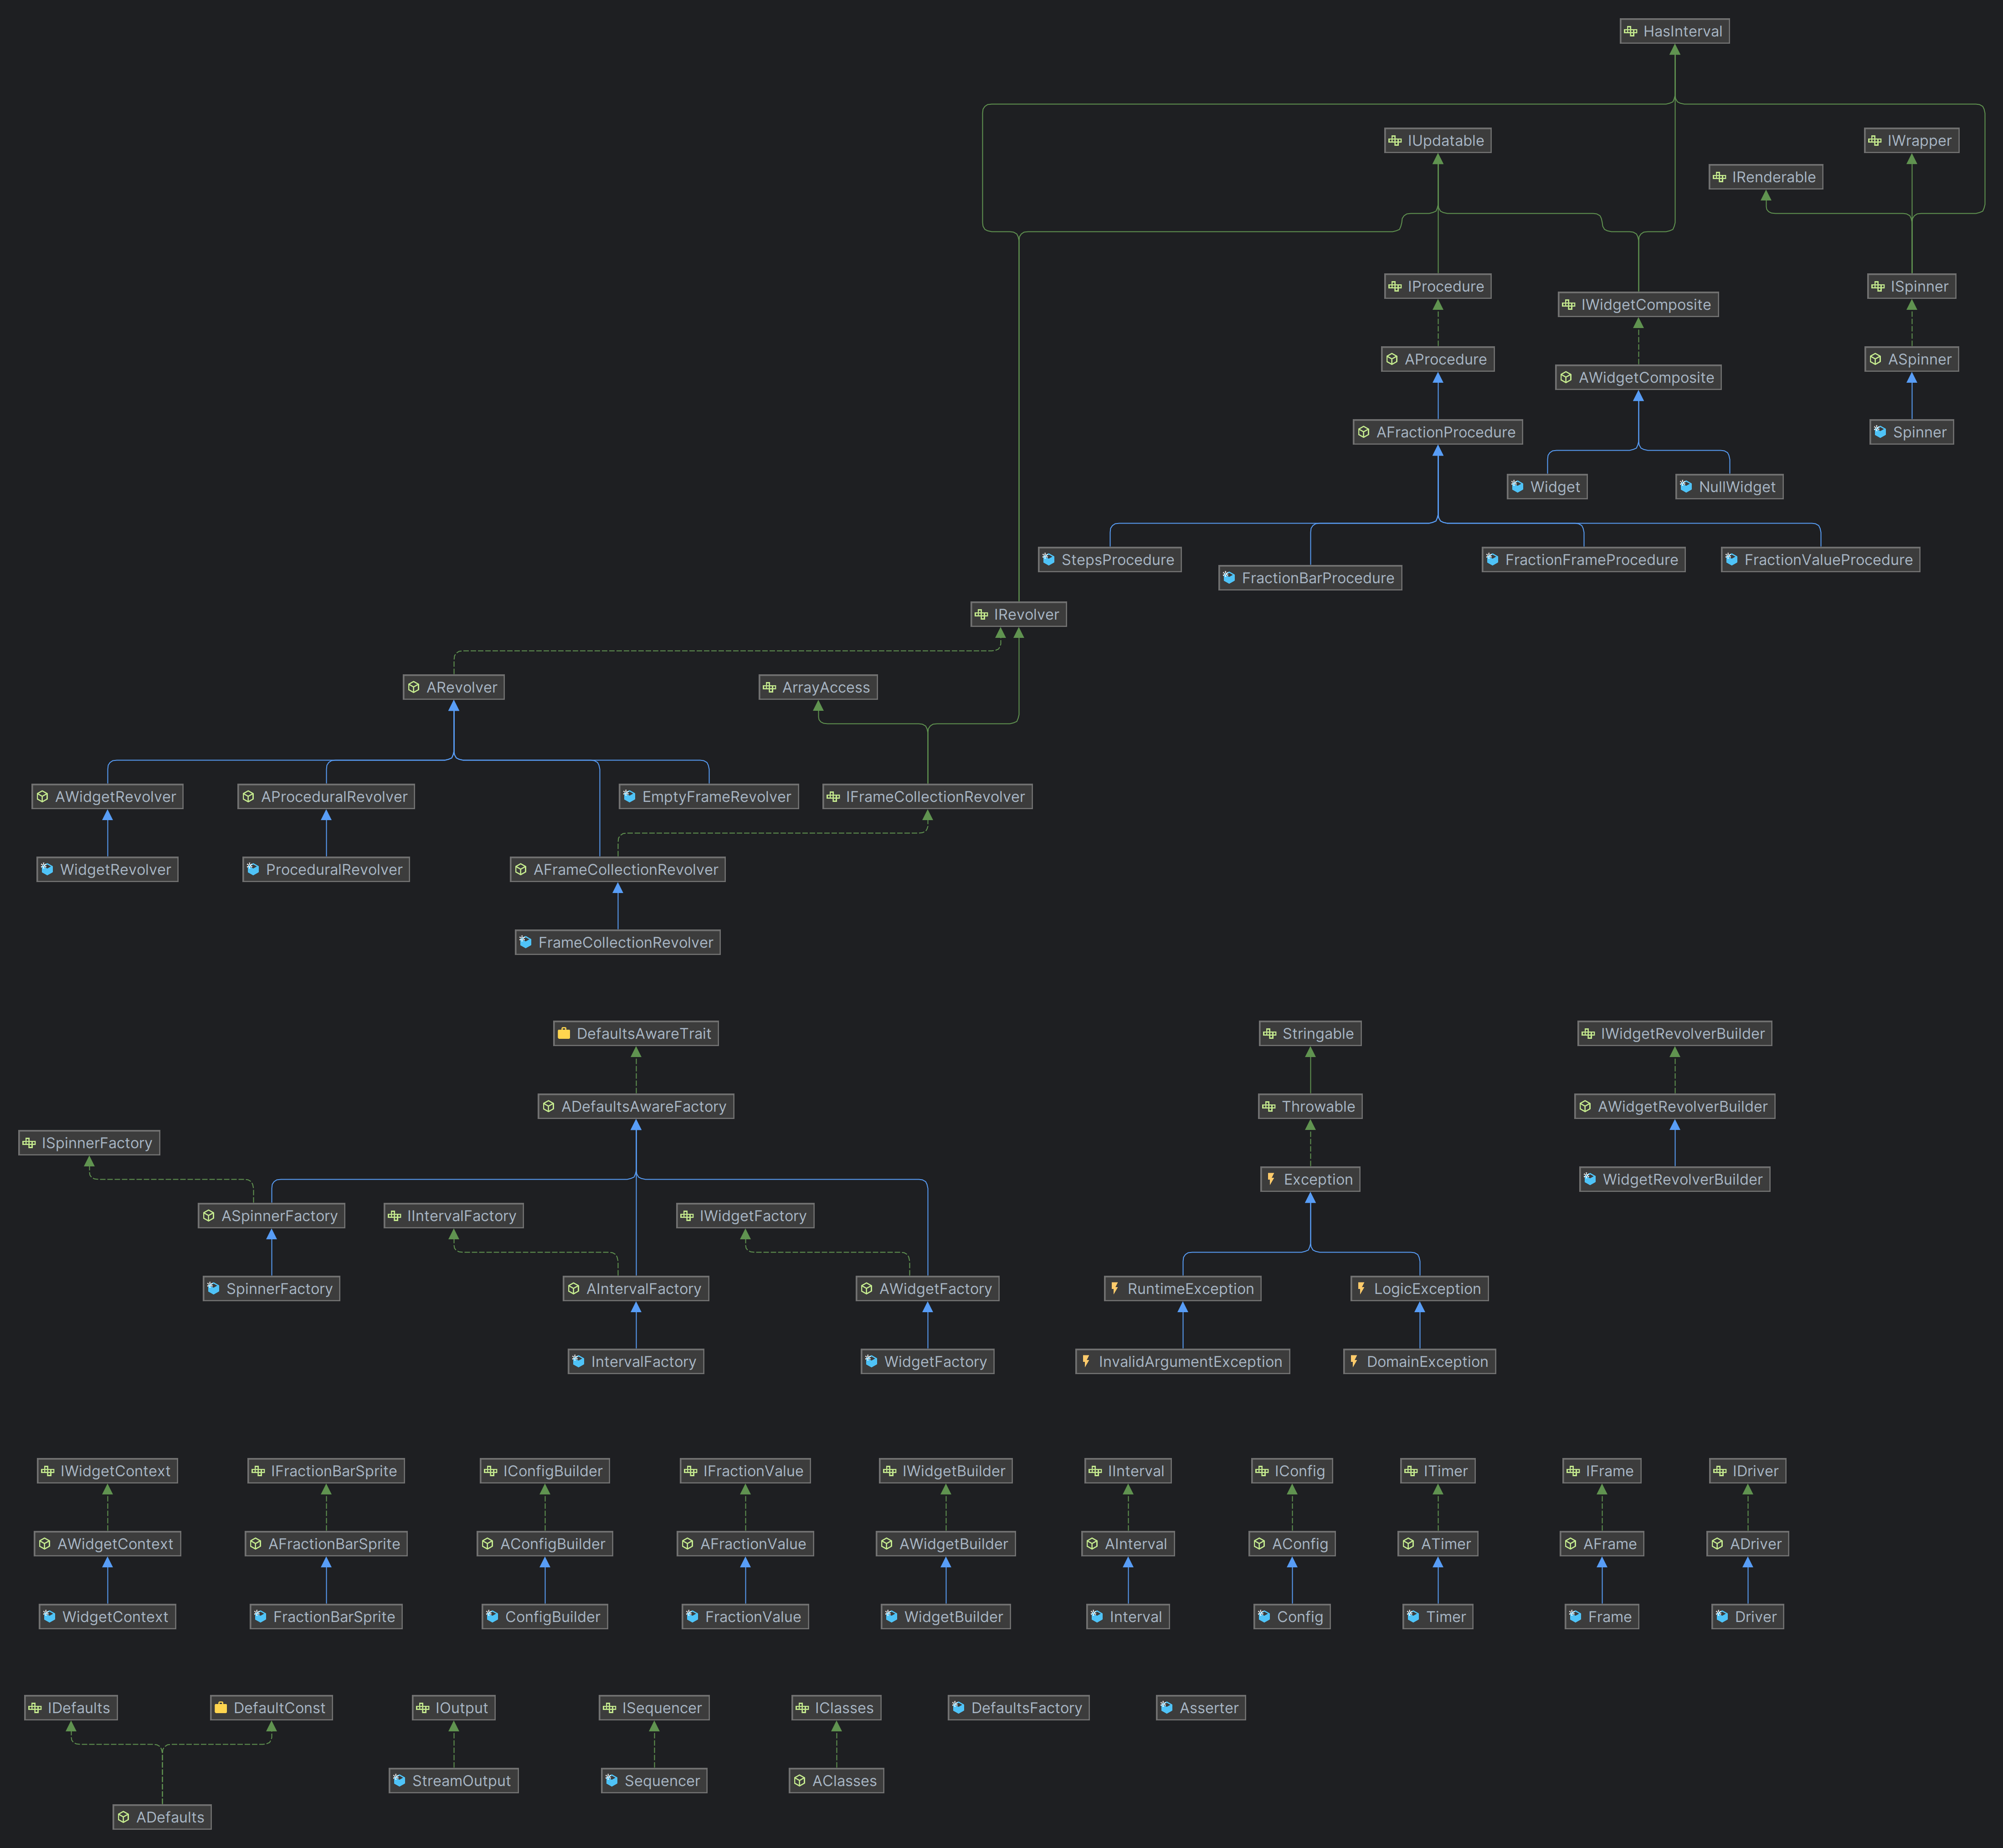 HasInterval
IUpdatable
IWrapper
IRenderable
IProcedure
ISpinner
IWidgetComposite
AProcedure
ASpinner
AWidgetComposite
AFractionProcedure
Spinner
Widget
NullWidget
StepsProcedure
FractionFrameProcedure
FractionValueProcedure
FractionBarProcedure
IRevolver
ARevolver
ArrayAccess
AWidgetRevolver
AProceduralRevolver
EmptyFrameRevolver
IFrameCollectionRevolver
WidgetRevolver
ProceduralRevolver
AFrameCollectionRevolver
FrameCollectionRevolver
DefaultsAwareTrait
Stringable
IWidgetRevolverBuilder
ADefaultsAwareFactory
Throwable
AWidgetRevolverBuilder
ISpinnerFactory
Exception
WidgetRevolverBuilder
ASpinnerFactory
IIntervalFactory
IWidgetFactory
SpinnerFactory
AIntervalFactory
AWidgetFactory
RuntimeException
LogicException
IntervalFactory
WidgetFactory
InvalidArgumentException
DomainException
IWidgetContext
IFractionBarSprite
IConfigBuilder
IFractionValue
IWidgetBuilder
IInterval
IConfig
ITimer
IFrame
IDriver
AWidgetContext
AFractionBarSprite
AConfigBuilder
AFractionValue
AWidgetBuilder
AInterval
AConfig
ATimer
AFrame
ADriver
WidgetContext
FractionBarSprite
ConfigBuilder
FractionValue
WidgetBuilder
Interval
Config
Timer
Frame
Driver
IDefaults
DefaultConst
IOutput
ISequencer
IClasses
DefaultsFactory
Asserter
StreamOutput
Sequencer
AClasses
ADefaults